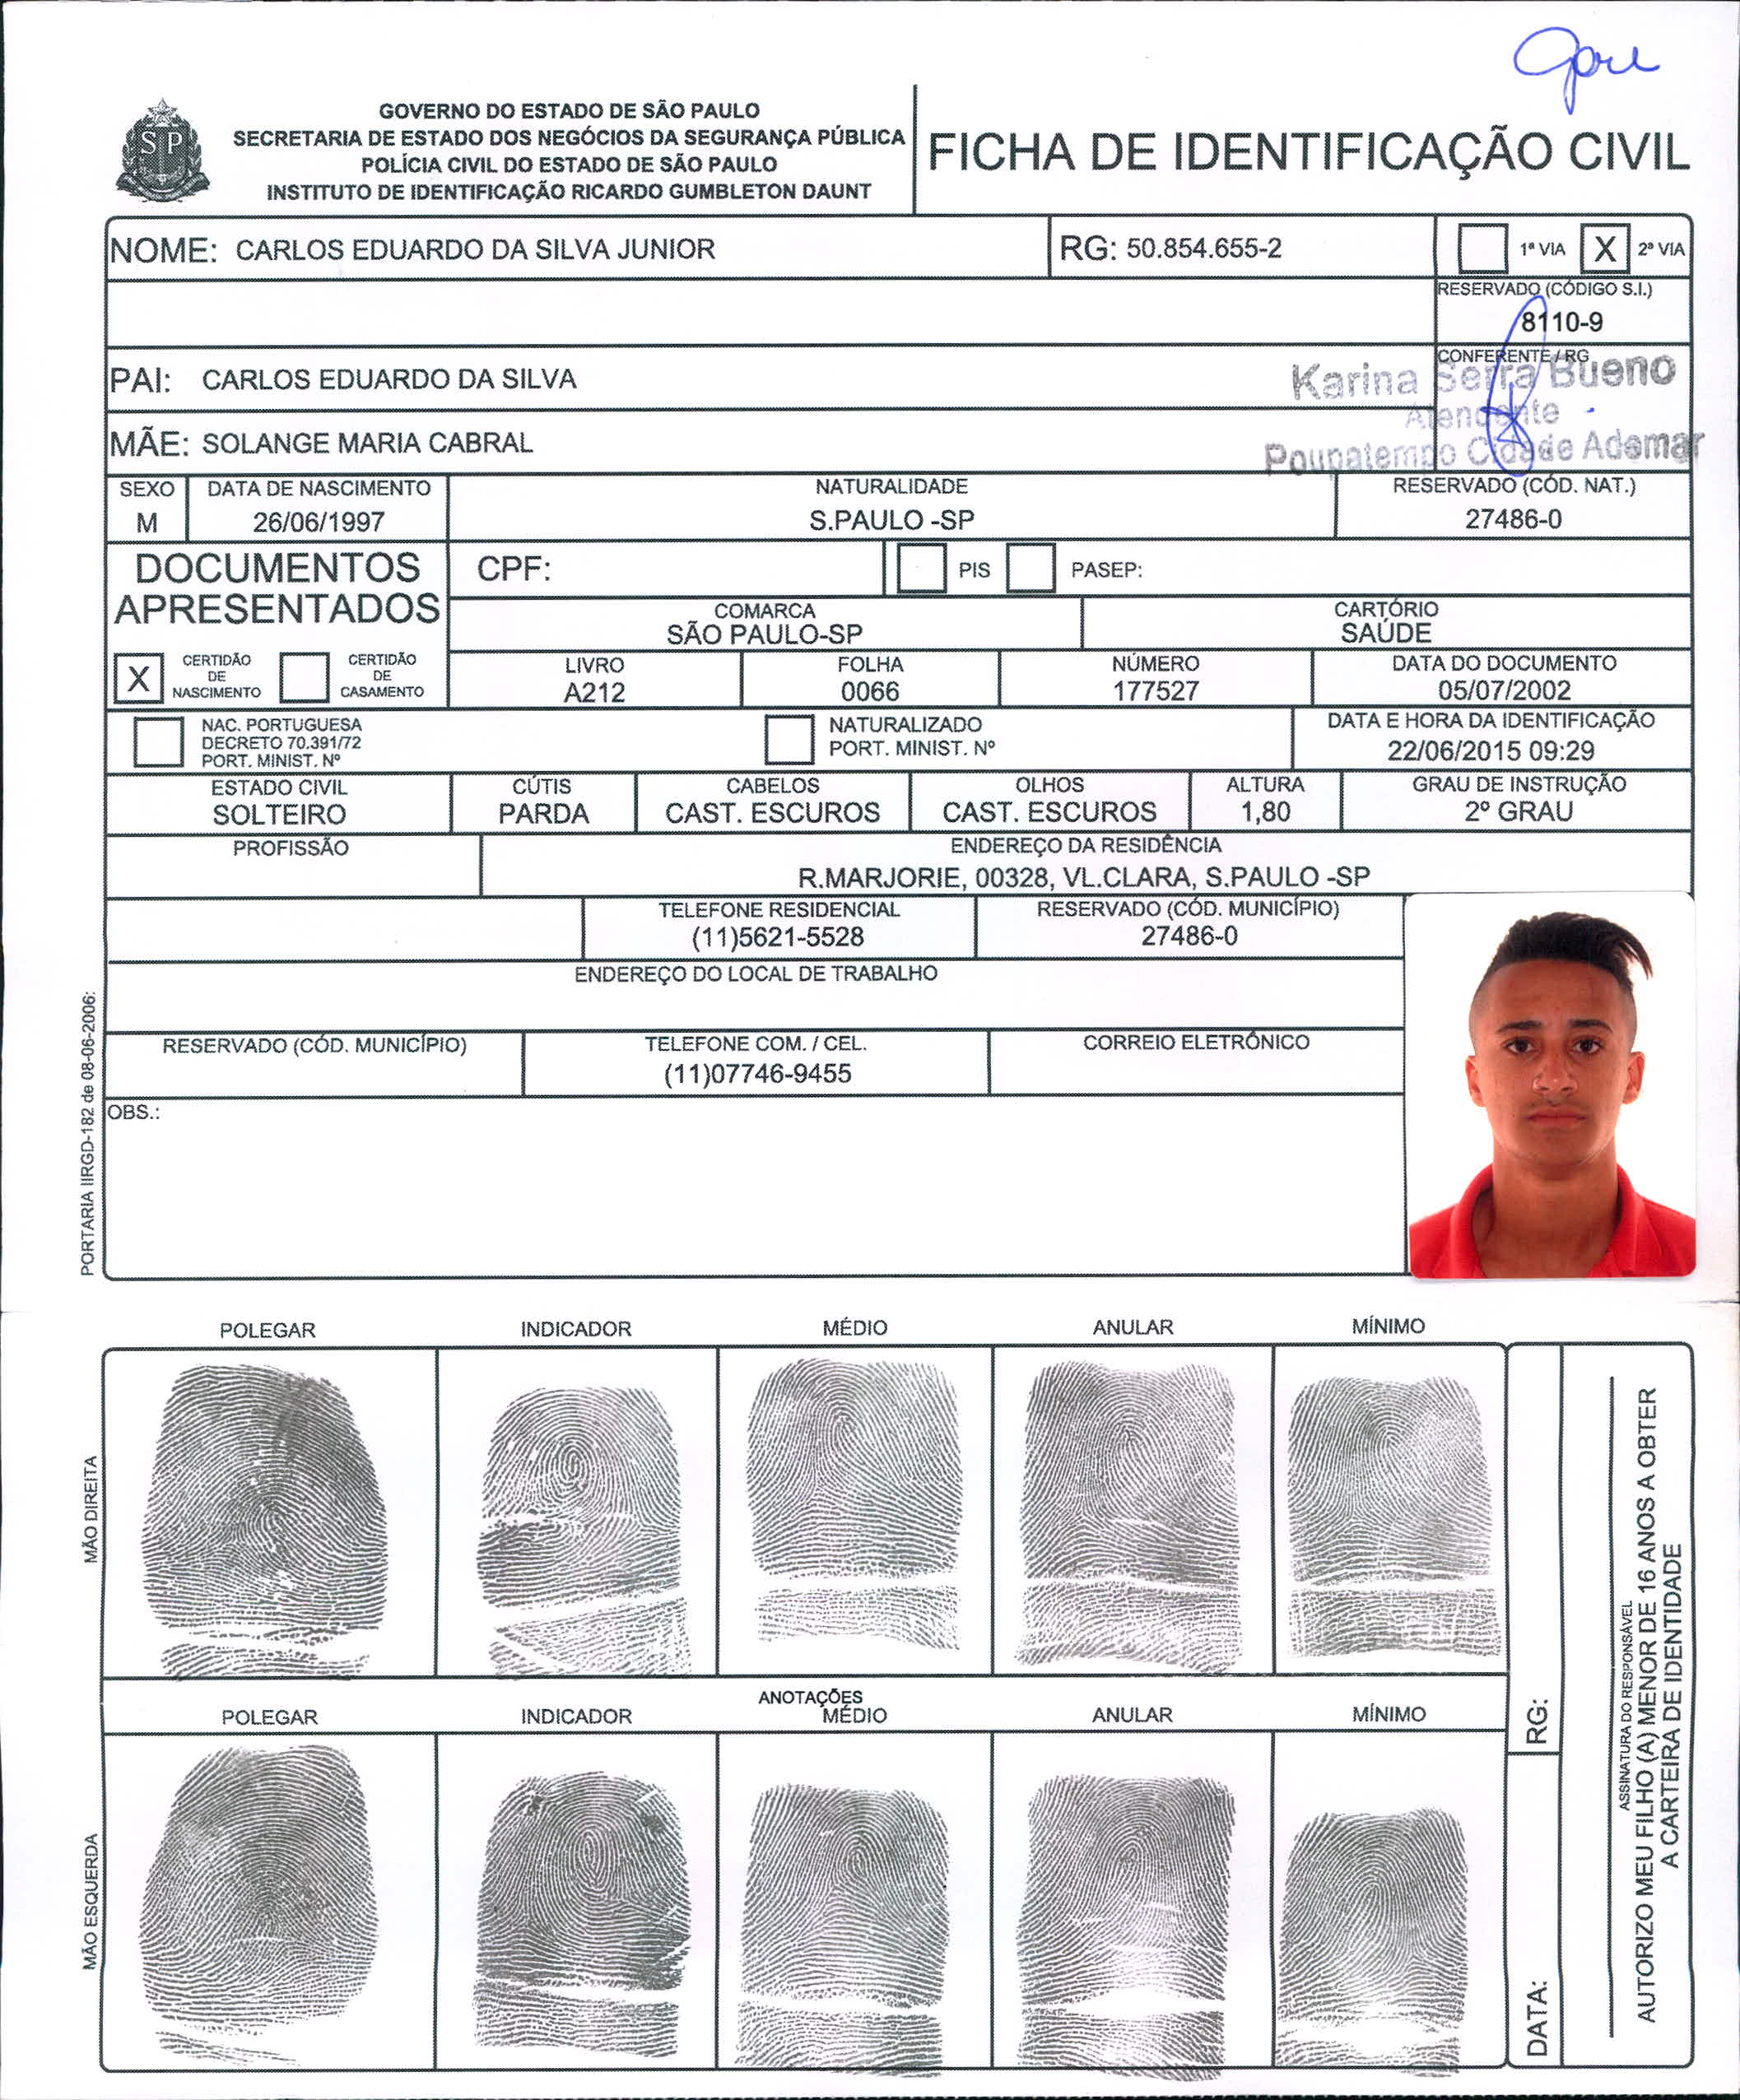 GOVERNO DO ESTADO DE SÃO PAULO
SECRETARIA DE ESTADO DOS NEGÓCIOS DA SEGURANÇA PÚBLICA
POLÍCIA CIVIL DO ESTADO DE SÃO PAULO
INSTITUTO DE IDENTIFICAÇÃO RICARDO GUMBLETON DAUNT
SP
FICHA DE IDENTIFICAÇÃO CIVIL
NOME: CARLOS EDUARDO DA SILVA JUNIOR
RG: 50.854.655-2
1ª VIA X 2ª VIA
RESERVADO (CÓDIGO S.I.)
8110-9
PAI: CARLOS EDUARDO DA SILVA
CONFERENTE / RG
Karina Serra Bueno
Atendente
Poupatempo Cidade Ademar
MÃE: SOLANGE MARIA CABRAL
SEXO
M
DATA DE NASCIMENTO
26/06/1997
NATURALIDADE
S.PAULO -SP
RESERVADO (CÓD. NAT.)
27486-0
DOCUMENTOS
APRESENTADOS
CPF:
PIS
PASEP:
COMARCA
SÃO PAULO-SP
CARTÓRIO
SAÚDE
X
CERTIDÃO
DE
NASCIMENTO
CERTIDÃO
DE
CASAMENTO
LIVRO
A212
FOLHA
0066
NÚMERO
177527
DATA DO DOCUMENTO
05/07/2002
NAC. PORTUGUESA
DECRETO 70.391/72
PORT. MINIST. Nº
NATURALIZADO
PORT. MINIST. Nº
DATA E HORA DA IDENTIFICAÇÃO
22/06/2015 09:29
ESTADO CIVIL
SOLTEIRO
CÚTIS
PARDA
CABELOS
CAST. ESCUROS
OLHOS
CAST. ESCUROS
ALTURA
1,80
GRAU DE INSTRUÇÃO
2º GRAU
PROFISSÃO
ENDEREÇO DA RESIDÊNCIA
R.MARJORIE, 00328, VL.CLARA, S.PAULO -SP
TELEFONE RESIDENCIAL
(11)5621-5528
RESERVADO (CÓD. MUNICÍPIO)
27486-0
ENDEREÇO DO LOCAL DE TRABALHO
RESERVADO (CÓD. MUNICÍPIO)
TELEFONE COM. / CEL.
(11)07746-9455
CORREIO ELETRÔNICO
OBS.:
PORTARIA IIRGD-182 de 08-06-2006:
POLEGAR INDICADOR MÉDIO ANULAR MÍNIMO
MÃO DIREITA
ANOTAÇÕES
POLEGAR INDICADOR MÉDIO ANULAR MÍNIMO
MÃO ESQUERDA
RG:
DATA:
ASSINATURA DO RESPONSÁVEL
AUTORIZO MEU FILHO (A) MENOR DE 16 ANOS A OBTER
A CARTEIRA DE IDENTIDADE